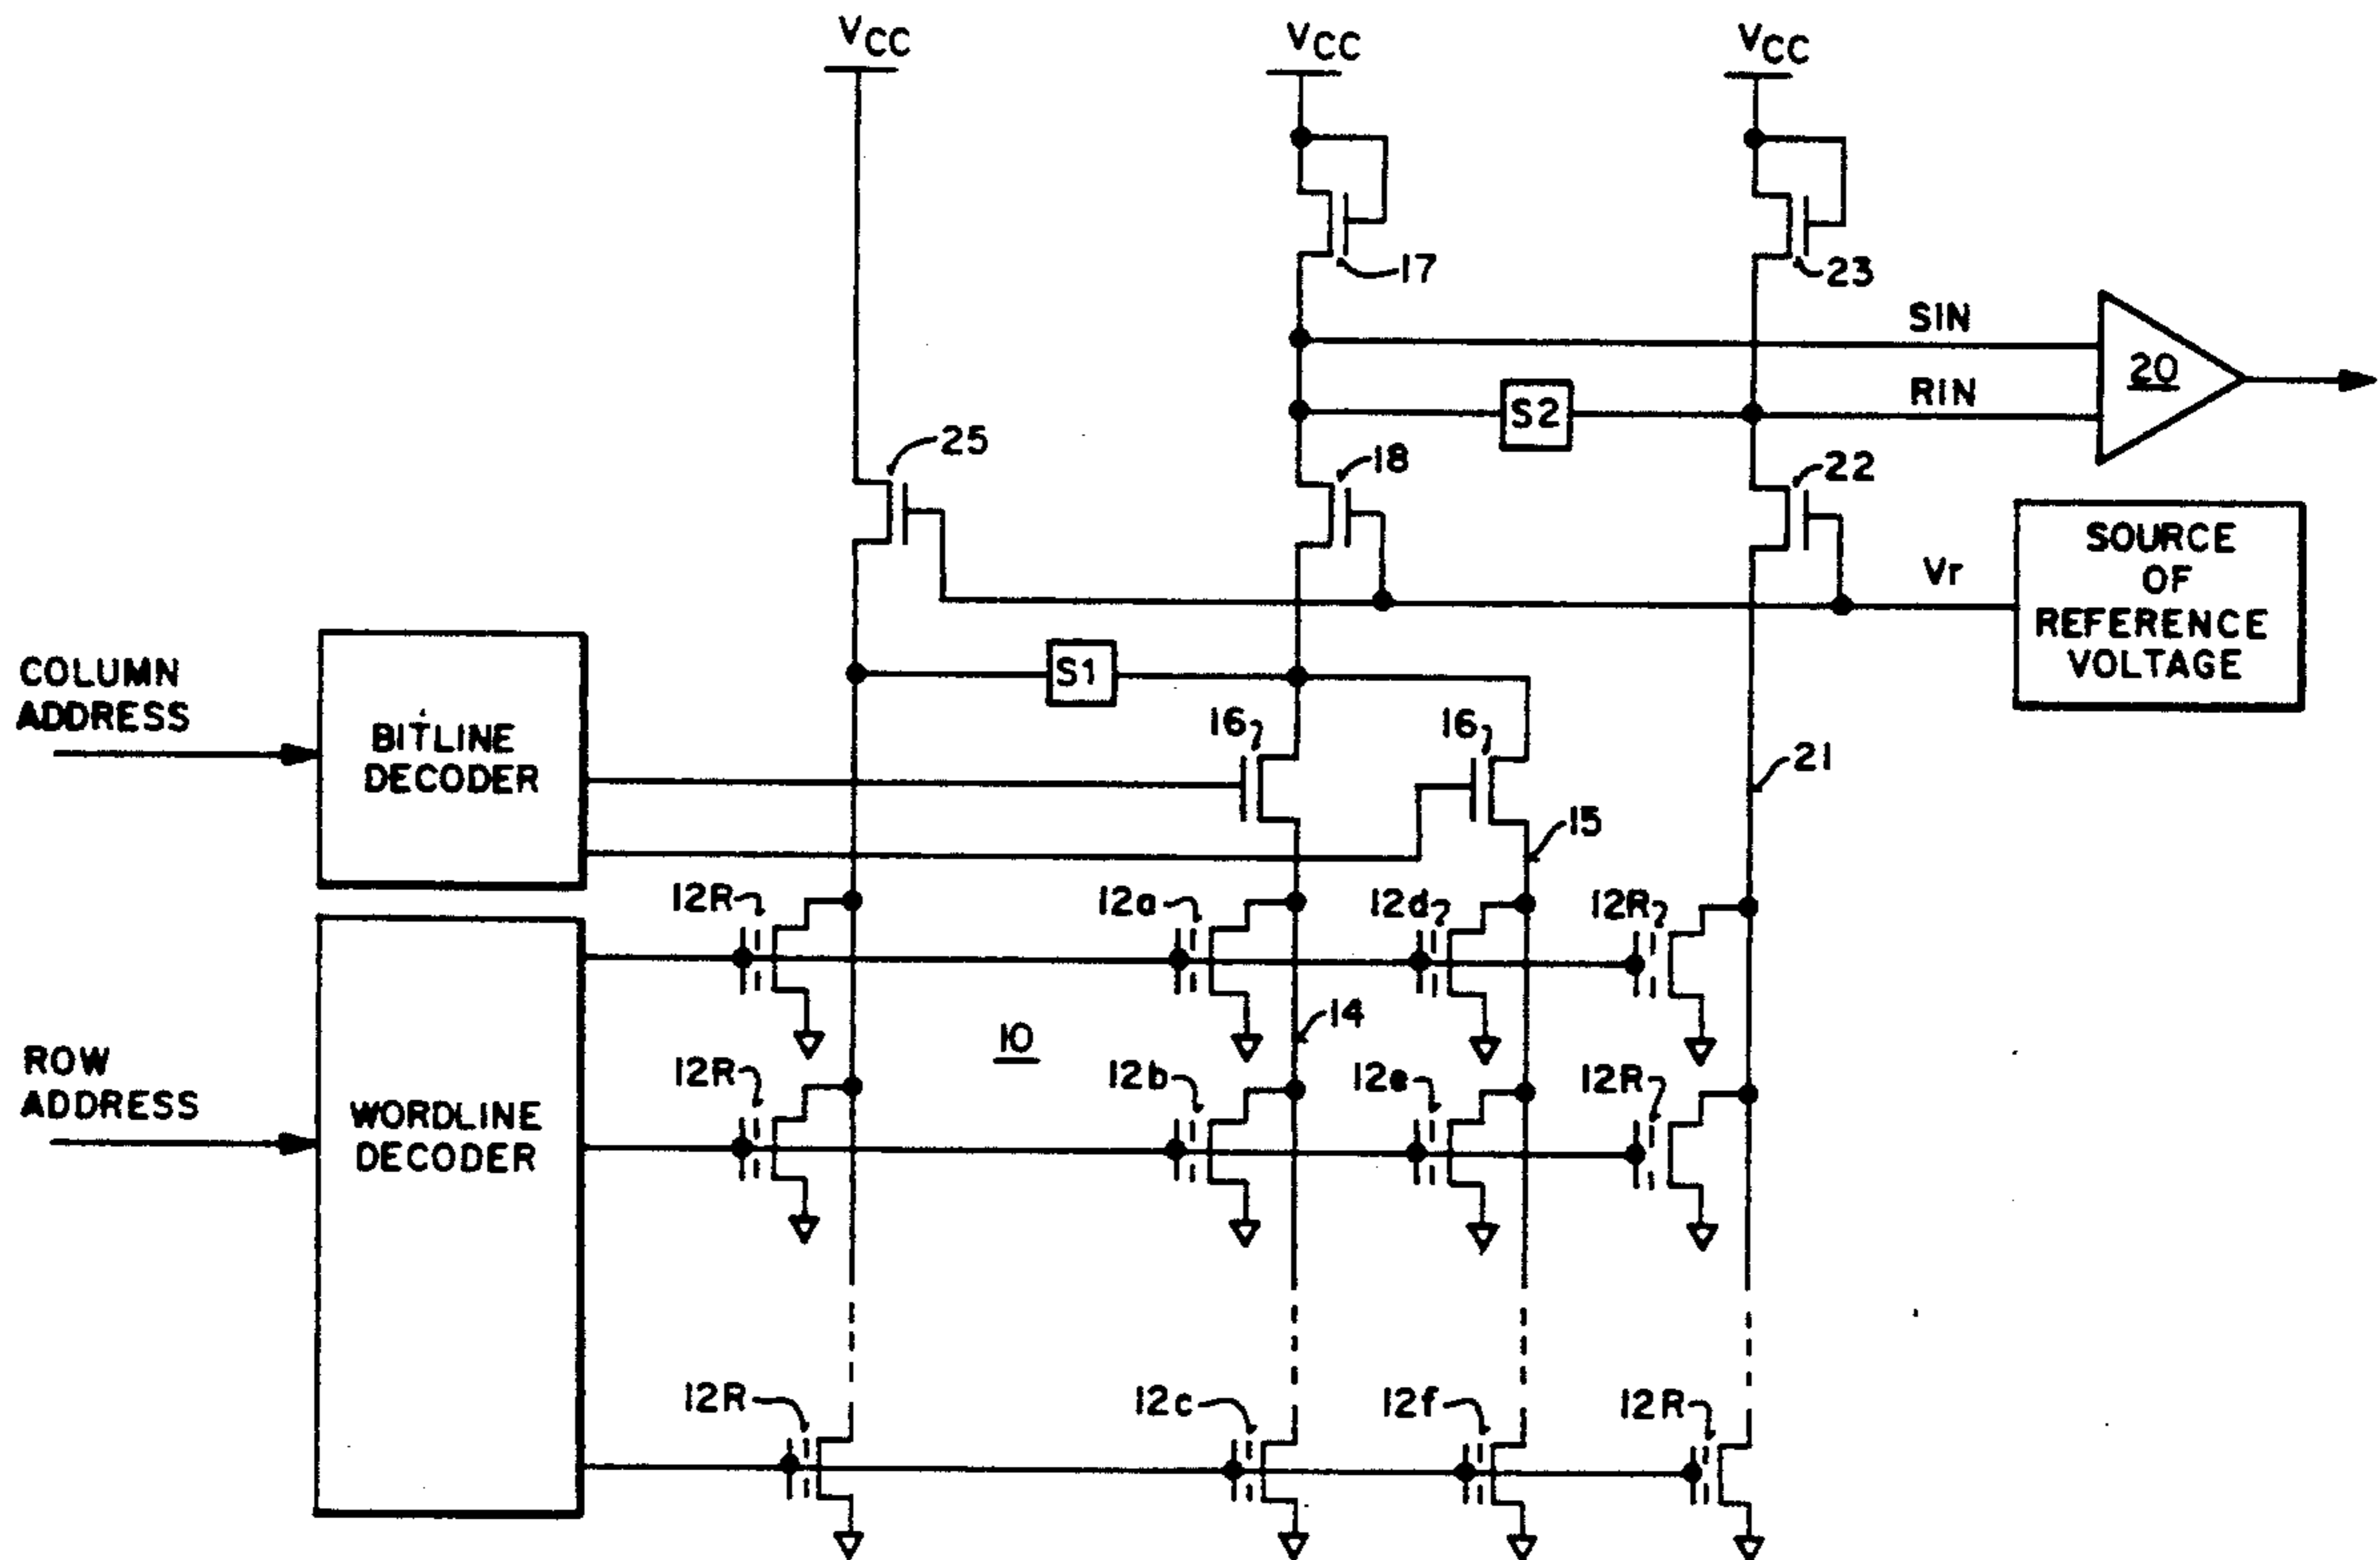 VCC VCC VCC
17 23
SIN
20
RIN
S2
25 18 22
SOURCE
OF
REFERENCE
VOLTAGE
Vr
S1
COLUMN
ADDRESS
BITLINE
DECODER
16 16
21
15
12R 12a 12d 12R
10 14
ROW
ADDRESS
WORDLINE
DECODER
12R 12b 12e 12R
12R 12c 12f 12R